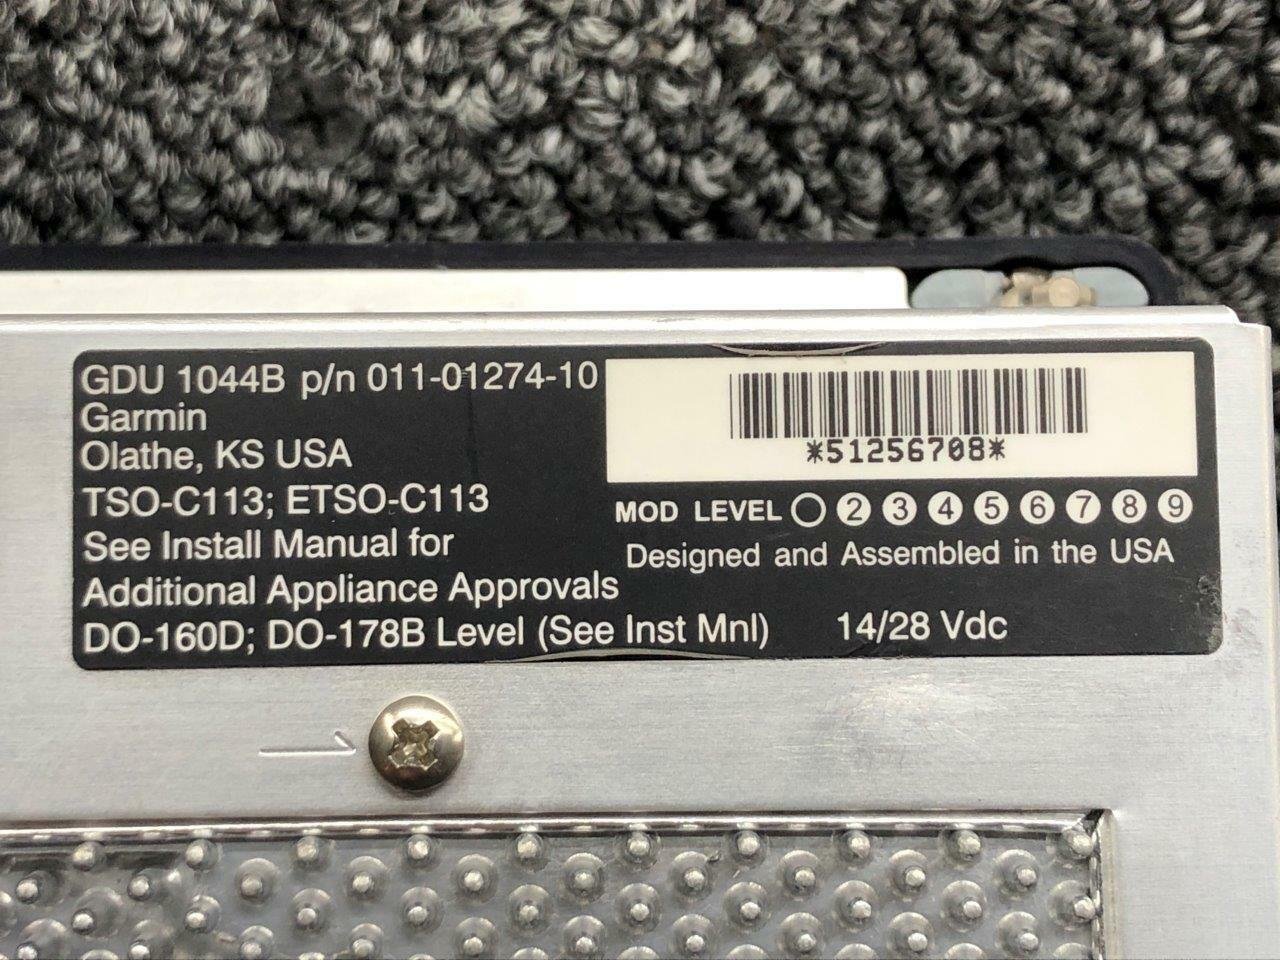 GDU 1044B p/n 011-01274-10
Garmin
Olathe, KS USA
TSO-C113; ETSO-C113
See Install Manual for
Additional Appliance Approvals
DO-160D; DO-178B Level (See Inst Mnl)
*51256708*
MOD LEVEL 2 3 4 5 6 7 8 9
Designed and Assembled in the USA
14/28 Vdc